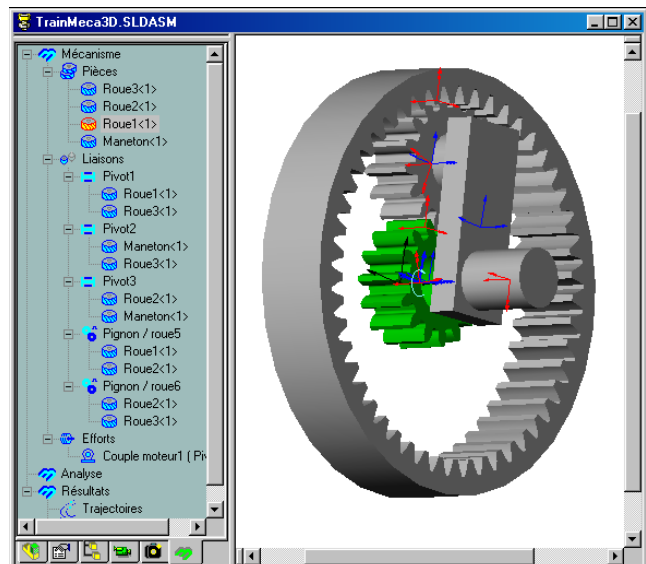 TrainMeca3D.SLDASM
Mécanisme
Pièces
Roue3<1>
Roue2<1>
Roue1<1>
Maneton<1>
Liaisons
Pivot1
Roue1<1>
Roue3<1>
Pivot2
Maneton<1>
Roue3<1>
Pivot3
Roue2<1>
Maneton<1>
Pignon / roue5
Roue1<1>
Roue2<1>
Pignon / roue6
Roue2<1>
Roue3<1>
Efforts
Couple moteur1 ( Piv
Analyse
Résultats
Trajectoires